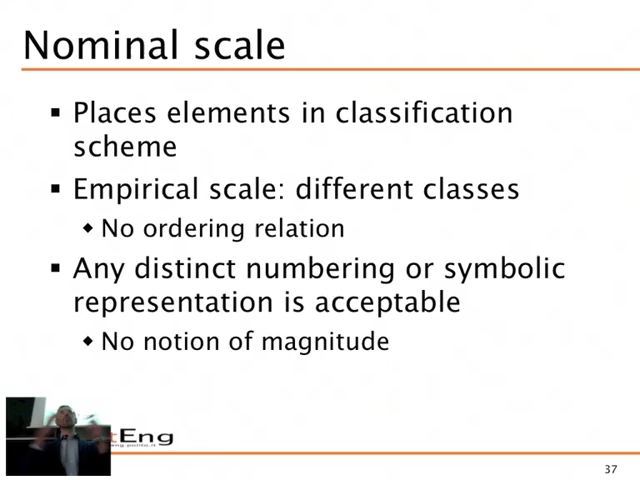 Nominal scale
Places elements in classification
scheme
Empirical scale: different classes
No ordering relation
Any distinct numbering or symbolic
representation is acceptable
No notion of magnitude
tEng
37